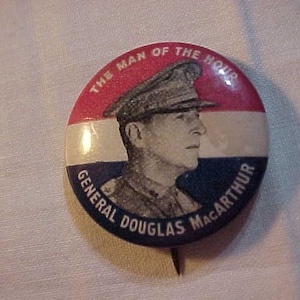 THE MAN OF THE HOUR
GENERAL DOUGLAS MACARTHUR